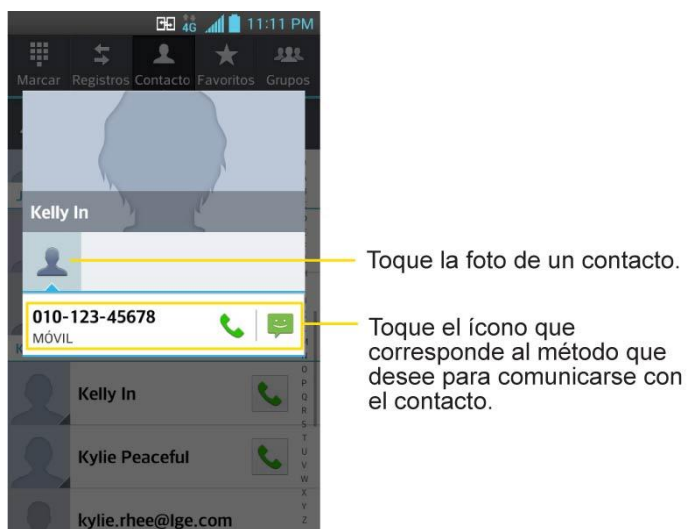 4G 11:11 PM
Marcar Registros Contacto Favoritos Grupos
Kelly In
Toque la foto de un contacto.
010-123-45678
MÓVIL
Toque el ícono que
corresponde al método que
desee para comunicarse con
el contacto.
Kelly In
Kylie Peaceful
kylie.rhee@lge.com
M
O
P
Q
R
S
T
U
V
W
X
Y
Z